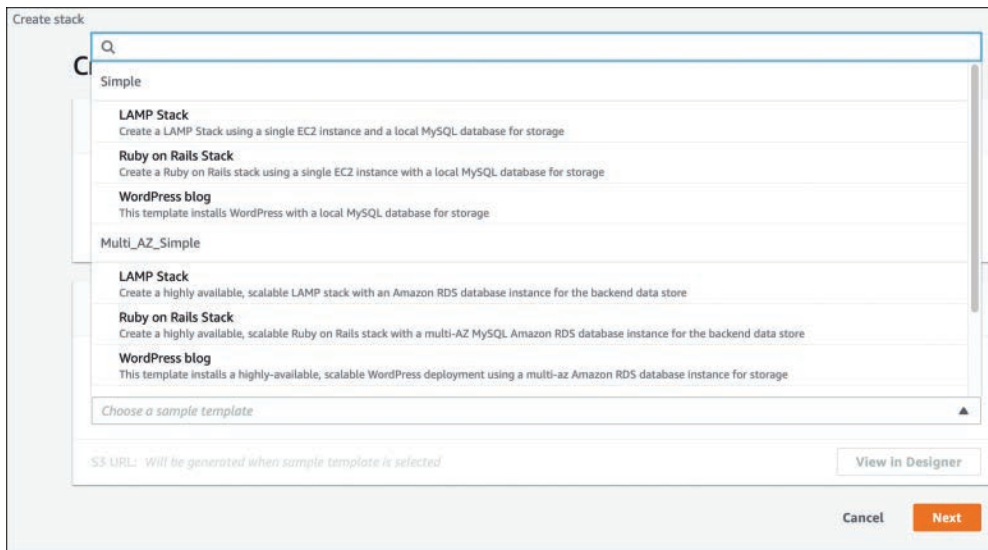 Create stack
Cr
Simple
LAMP Stack
Create a LAMP Stack using a single EC2 instance and a local MySQL database for storage
Ruby on Rails Stack
Create a Ruby on Rails stack using a single EC2 instance with a local MySQL database for storage
WordPress blog
This template installs WordPress with a local MySQL database for storage
Multi_AZ_Simple
LAMP Stack
Create a highly available, scalable LAMP stack with an Amazon RDS database instance for the backend data store
Ruby on Rails Stack
Create a highly available, scalable Ruby on Rails stack with a multi-AZ MySQL Amazon RDS database instance for the backend data store
WordPress blog
This template installs a highly-available, scalable WordPress deployment using a multi-az Amazon RDS database instance for storage
Choose a sample template
S3 URL: Will be generated when sample template is selected
View in Designer
Cancel
Next